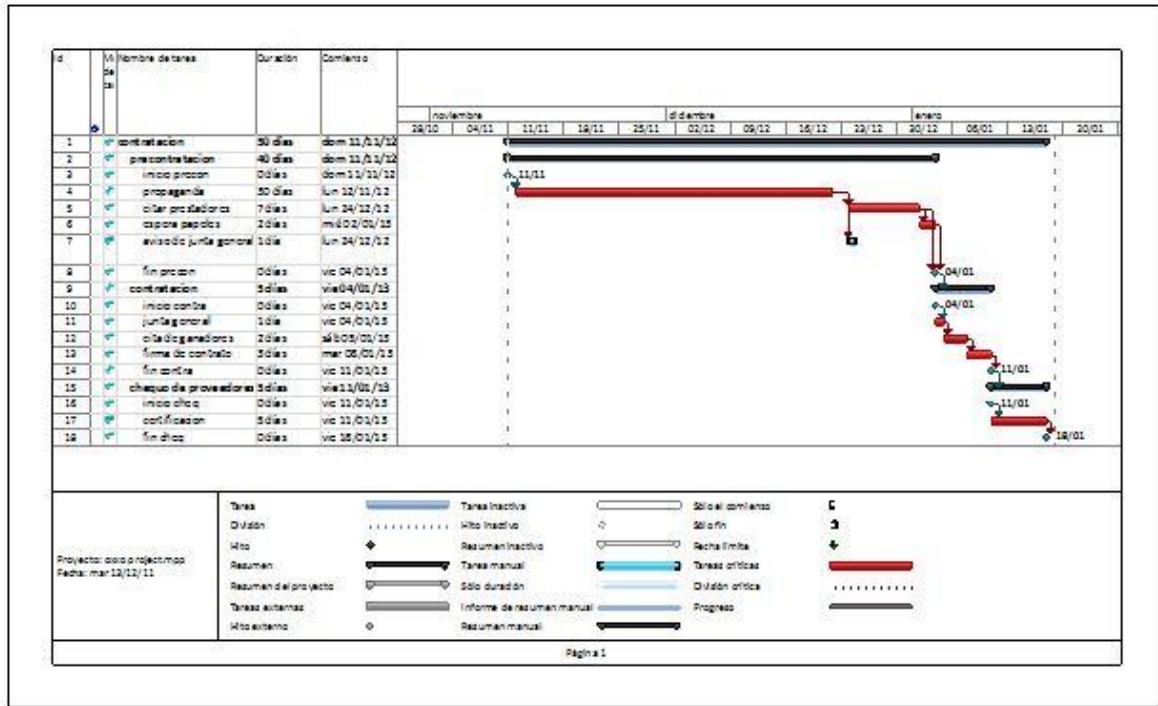 Id Nombre de tarea Duración Comienzo
noviembre diciembre enero
28/10 04/11 11/11 18/11 25/11 02/12 09/12 16/12 23/12 30/12 06/01 13/01 20/01
1 contratacion 50 días dom 11/11/12
2 precontratacion 40 días dom 11/11/12
3 inicio precon 0 días dom 11/11/12 11/11
4 propaganda 30 días lun 12/11/12
5 citar prestadores 7 días lun 24/12/12
6 espera papeles 2 días mié 02/01/13
7 aviso de junta general 1 día lun 24/12/12
8 fin precon 0 días vie 04/01/13 04/01
9 contratacion 5 días vie 04/01/13
10 inicio contra 0 días vie 04/01/13 04/01
11 junta general 1 día vie 04/01/13
12 cita de ganadores 2 días sáb 05/01/13
13 firma de contrato 3 días mar 08/01/13
14 fin contra 0 días vie 11/01/13 11/01
15 chequo de proveedores 5 días vie 11/01/13
16 inicio cheq 0 días vie 11/01/13 11/01
17 certificacion 5 días vie 11/01/13
18 fin cheq 0 días vie 18/01/13 18/01
Proyecto: project.mpp
Fecha: mar 13/12/11
Tarea Tarea inactiva Sólo el comienzo
División Hito inactivo Sólo fin
Hito Resumen inactivo Fecha límite
Resumen Tarea manual Tareas críticas
Resumen del proyecto Sólo duración División crítica
Tareas externas Informe de resumen manual Progreso
Hito externo Resumen manual
Página 1